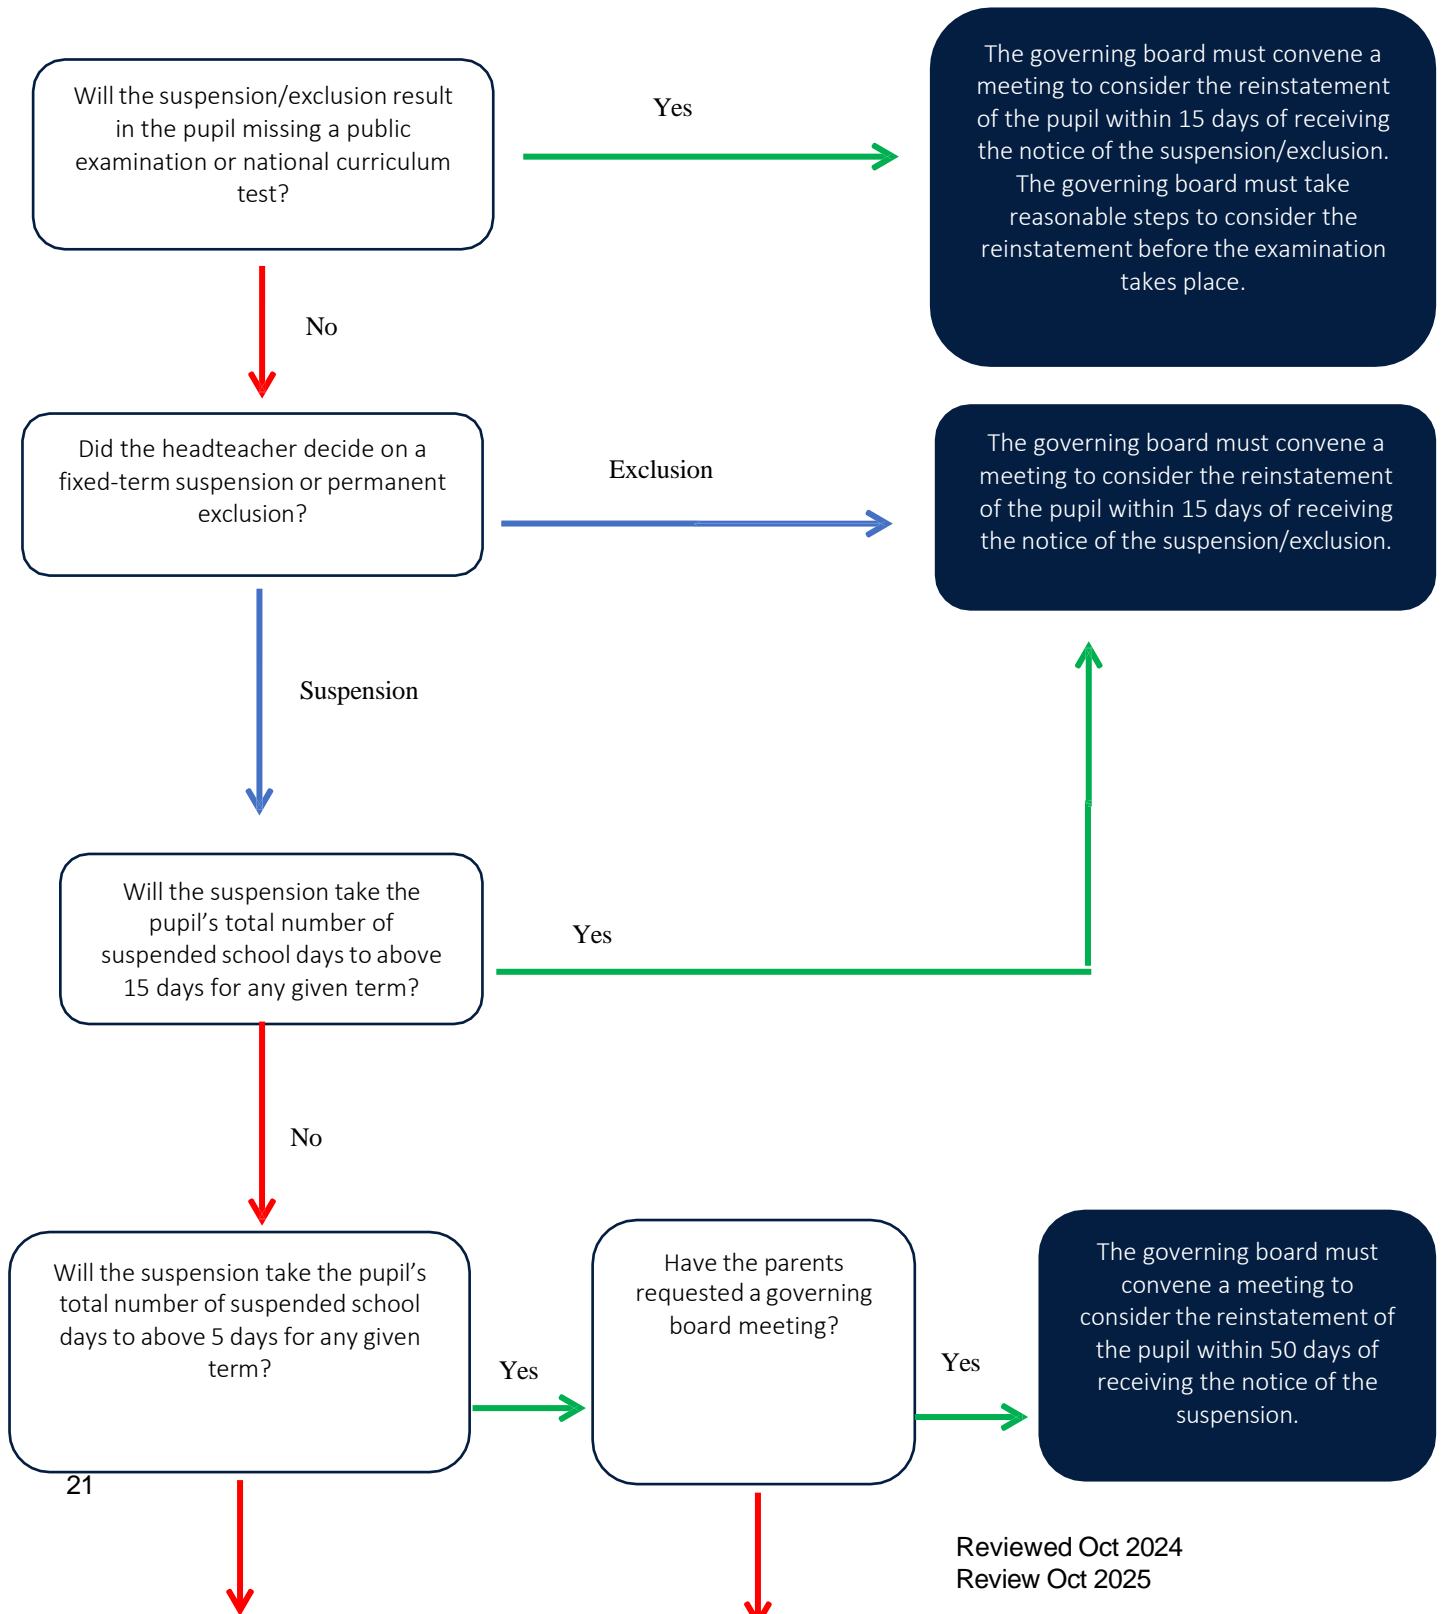 Will the suspension/exclusion result
in the pupil missing a public
examination or national curriculum
test?
Yes
The governing board must convene a
meeting to consider the reinstatement
of the pupil within 15 days of receiving
the notice of the suspension/exclusion.
The governing board must take
reasonable steps to consider the
reinstatement before the examination
takes place.
No
Did the headteacher decide on a
fixed-term suspension or permanent
exclusion?
Exclusion
The governing board must convene a
meeting to consider the reinstatement
of the pupil within 15 days of receiving
the notice of the suspension/exclusion.
Suspension
Will the suspension take the
pupil’s total number of
suspended school days to above
15 days for any given term?
Yes
No
Will the suspension take the pupil’s
total number of suspended school
days to above 5 days for any given
term?
Yes
Have the parents
requested a governing
board meeting?
Yes
The governing board must
convene a meeting to
consider the reinstatement of
the pupil within 50 days of
receiving the notice of the
suspension.
21
Reviewed Oct 2024
Review Oct 2025